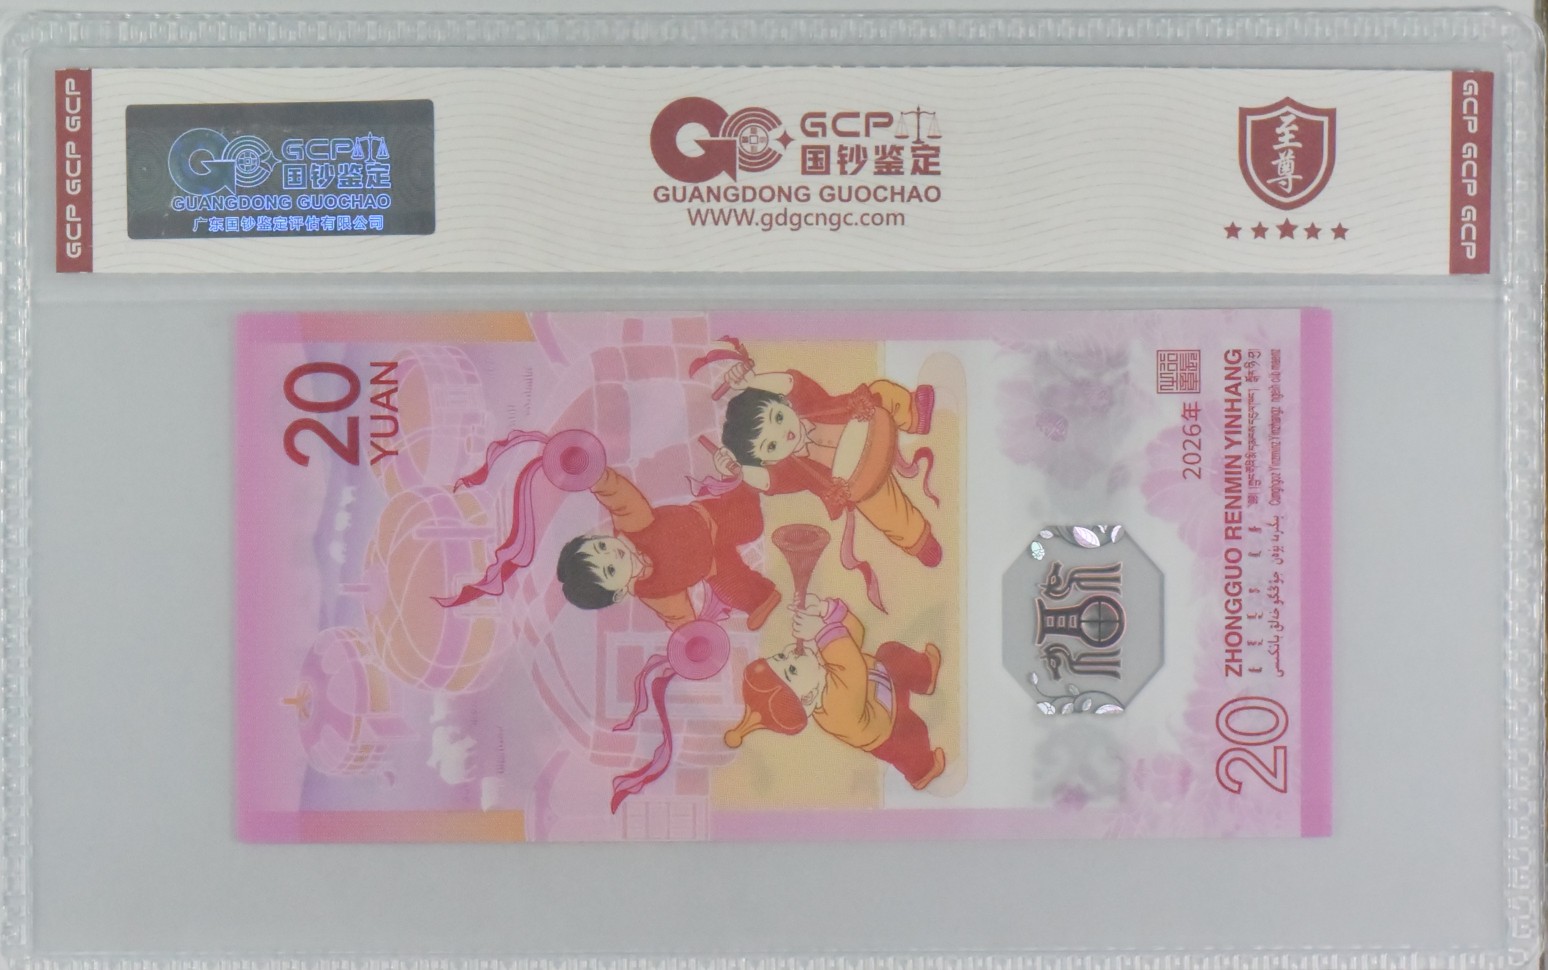 GCP GCP GCP
GCP
国钞鉴定
GUANGDONG GUOCHAO
广东国钞鉴定评估有限公司
GCP
国钞鉴定
GUANGDONG GUOCHAO
WWW.gdgcngc.com
至尊
GCP GCP GCP
20
YUAN
2026年
ZHONGGUO RENMIN YINHANG
20